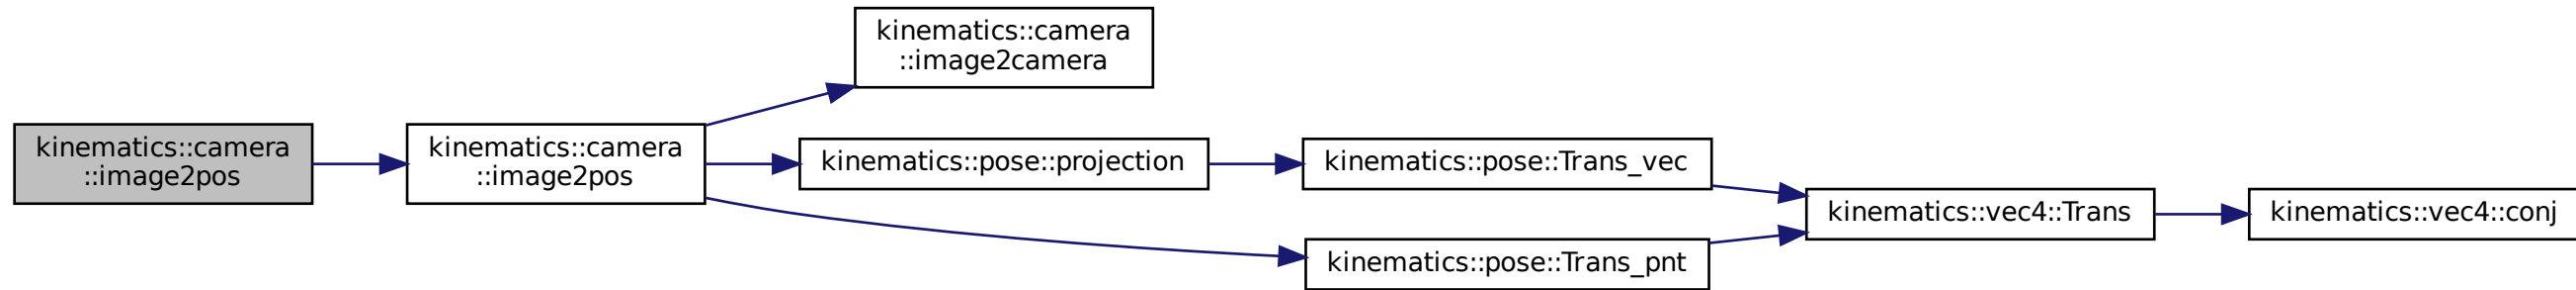 kinematics::camera
::image2pos
kinematics::camera
::image2pos
kinematics::camera
::image2camera
kinematics::pose::projection
kinematics::pose::Trans_vec
kinematics::pose::Trans_pnt
kinematics::vec4::Trans
kinematics::vec4::conj